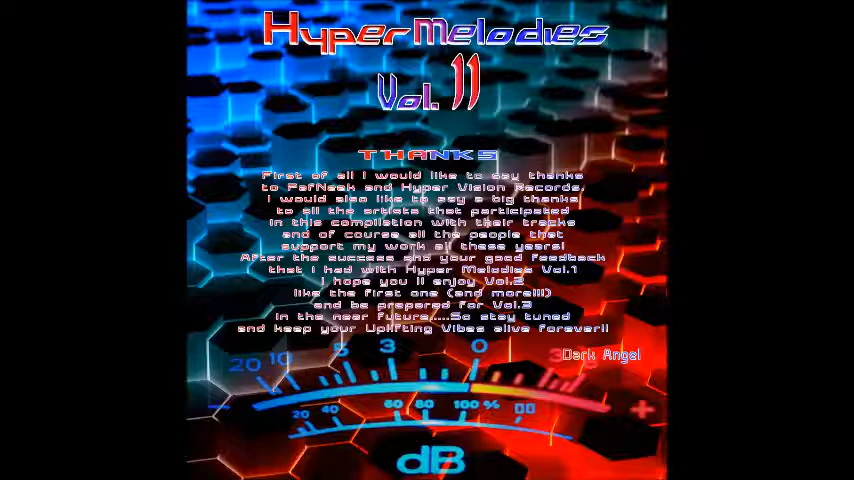 Hyper Melodies
Vol. II
THANKS
First of all I would like to say thanks
to FefNeek and Hyper Vision Records.
I would also like to say a big thanks
to all the artists that participated
in this compilation with their tracks
and of course all the people that
support my work all these years!
After the success and your good feedback
that I had with Hyper Melodies Vol.1
I hope you ll enjoy Vol.2
like the first one (and more!!!)
and be prepared for Vol.3
in the near future.....So stay tuned
and keep your Uplifting Vibes alive forever!!
Dark Angel
20 10 5 3 0 3
- 20 40 60 80 100 % +
dB